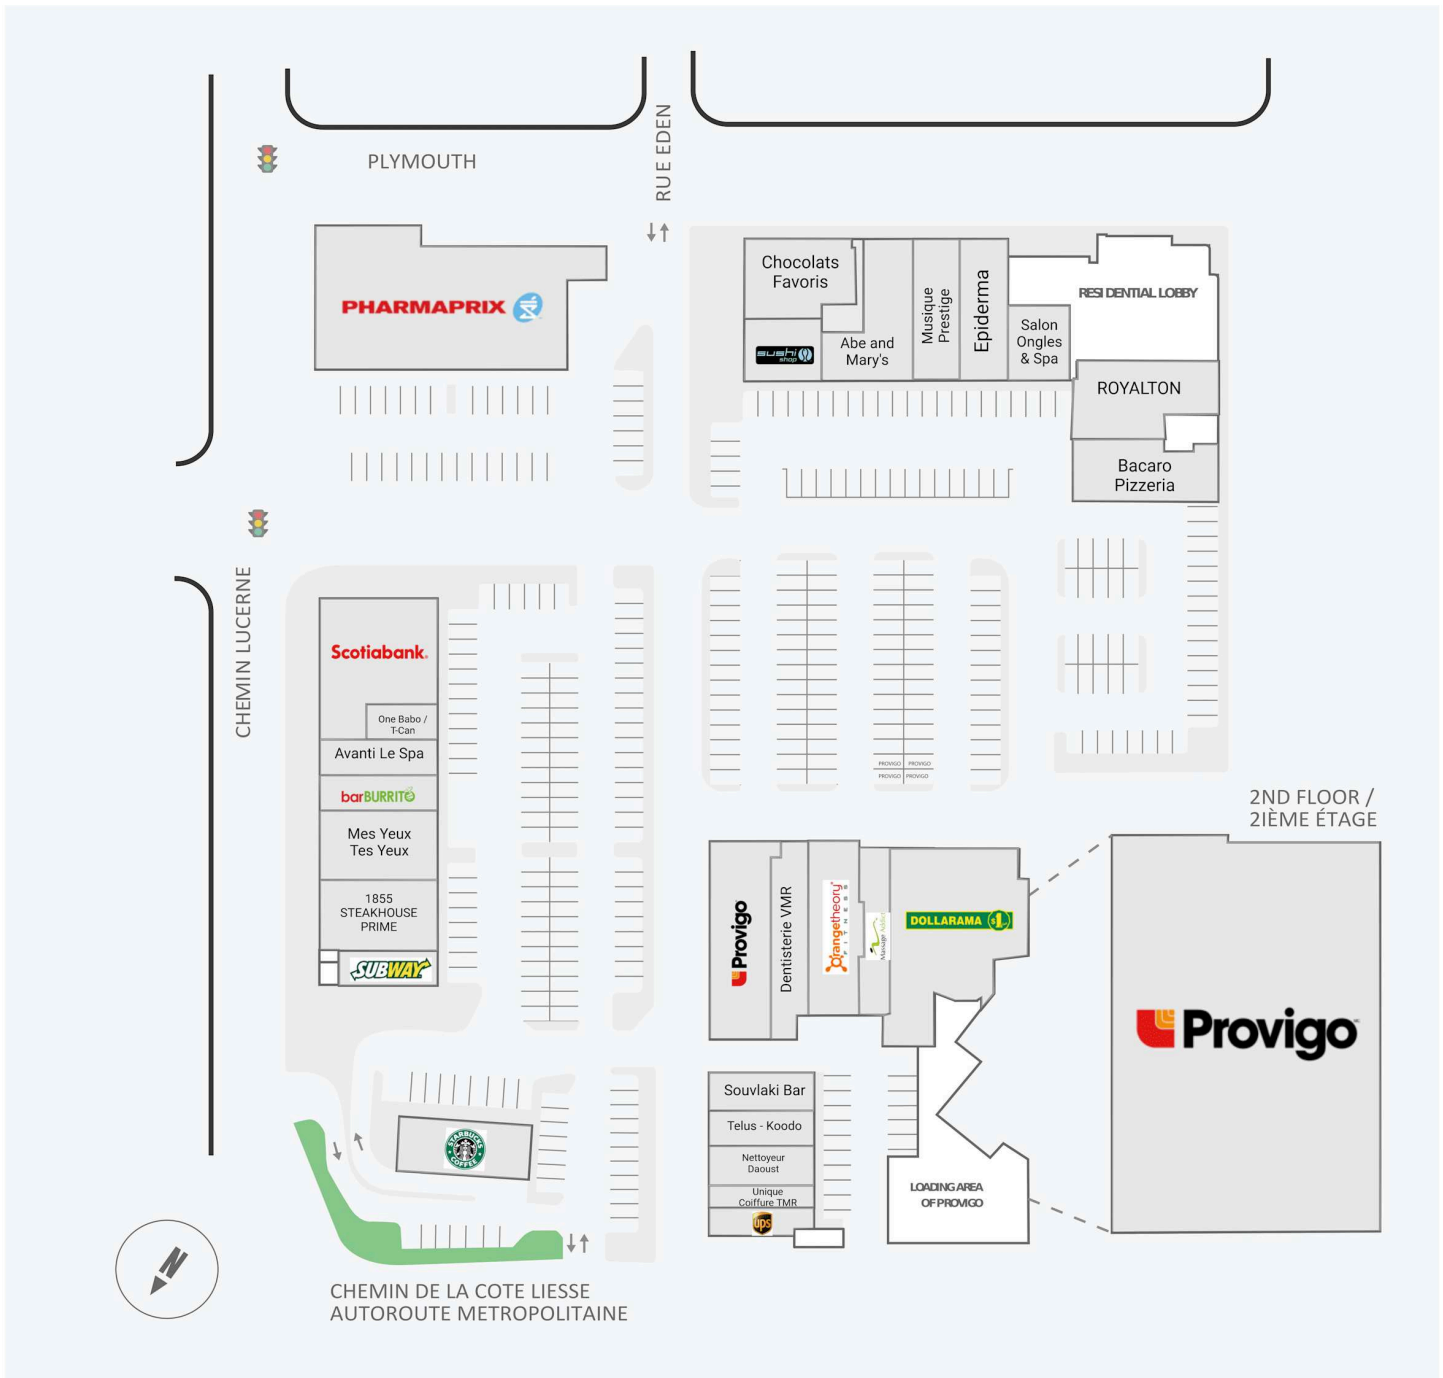 PLYMOUTH
RUE EDEN
PHARMAPRIX
Chocolats
Favoris
sushi
shop
Abe and
Mary's
Musique
Prestige
Epiderma
Salon
Ongles
& Spa
RESIDENTIAL LOBBY
ROYALTON
Bacaro
Pizzeria
CHEMIN LUCERNE
Scotiabank
One Babo /
T-Can
Avanti Le Spa
barBURRITO
Mes Yeux
Tes Yeux
1855
STEAKHOUSE
PRIME
SUBWAY
PROVIGO PROVIGO
PROVIGO PROVIGO
2ND FLOOR /
2IÈME ÉTAGE
Provigo
Dentisterie VMR
Orangetheory
FITNESS
Massage Addict
DOLLARAMA $1
Provigo
Souvlaki Bar
Telus - Koodo
Nettoyeur
Daoust
Unique
Coiffure TMR
ups
LOADING AREA
OF PROVIGO
STARBUCKS
COFFEE
N
CHEMIN DE LA COTE LIESSE
AUTOROUTE METROPOLITAINE